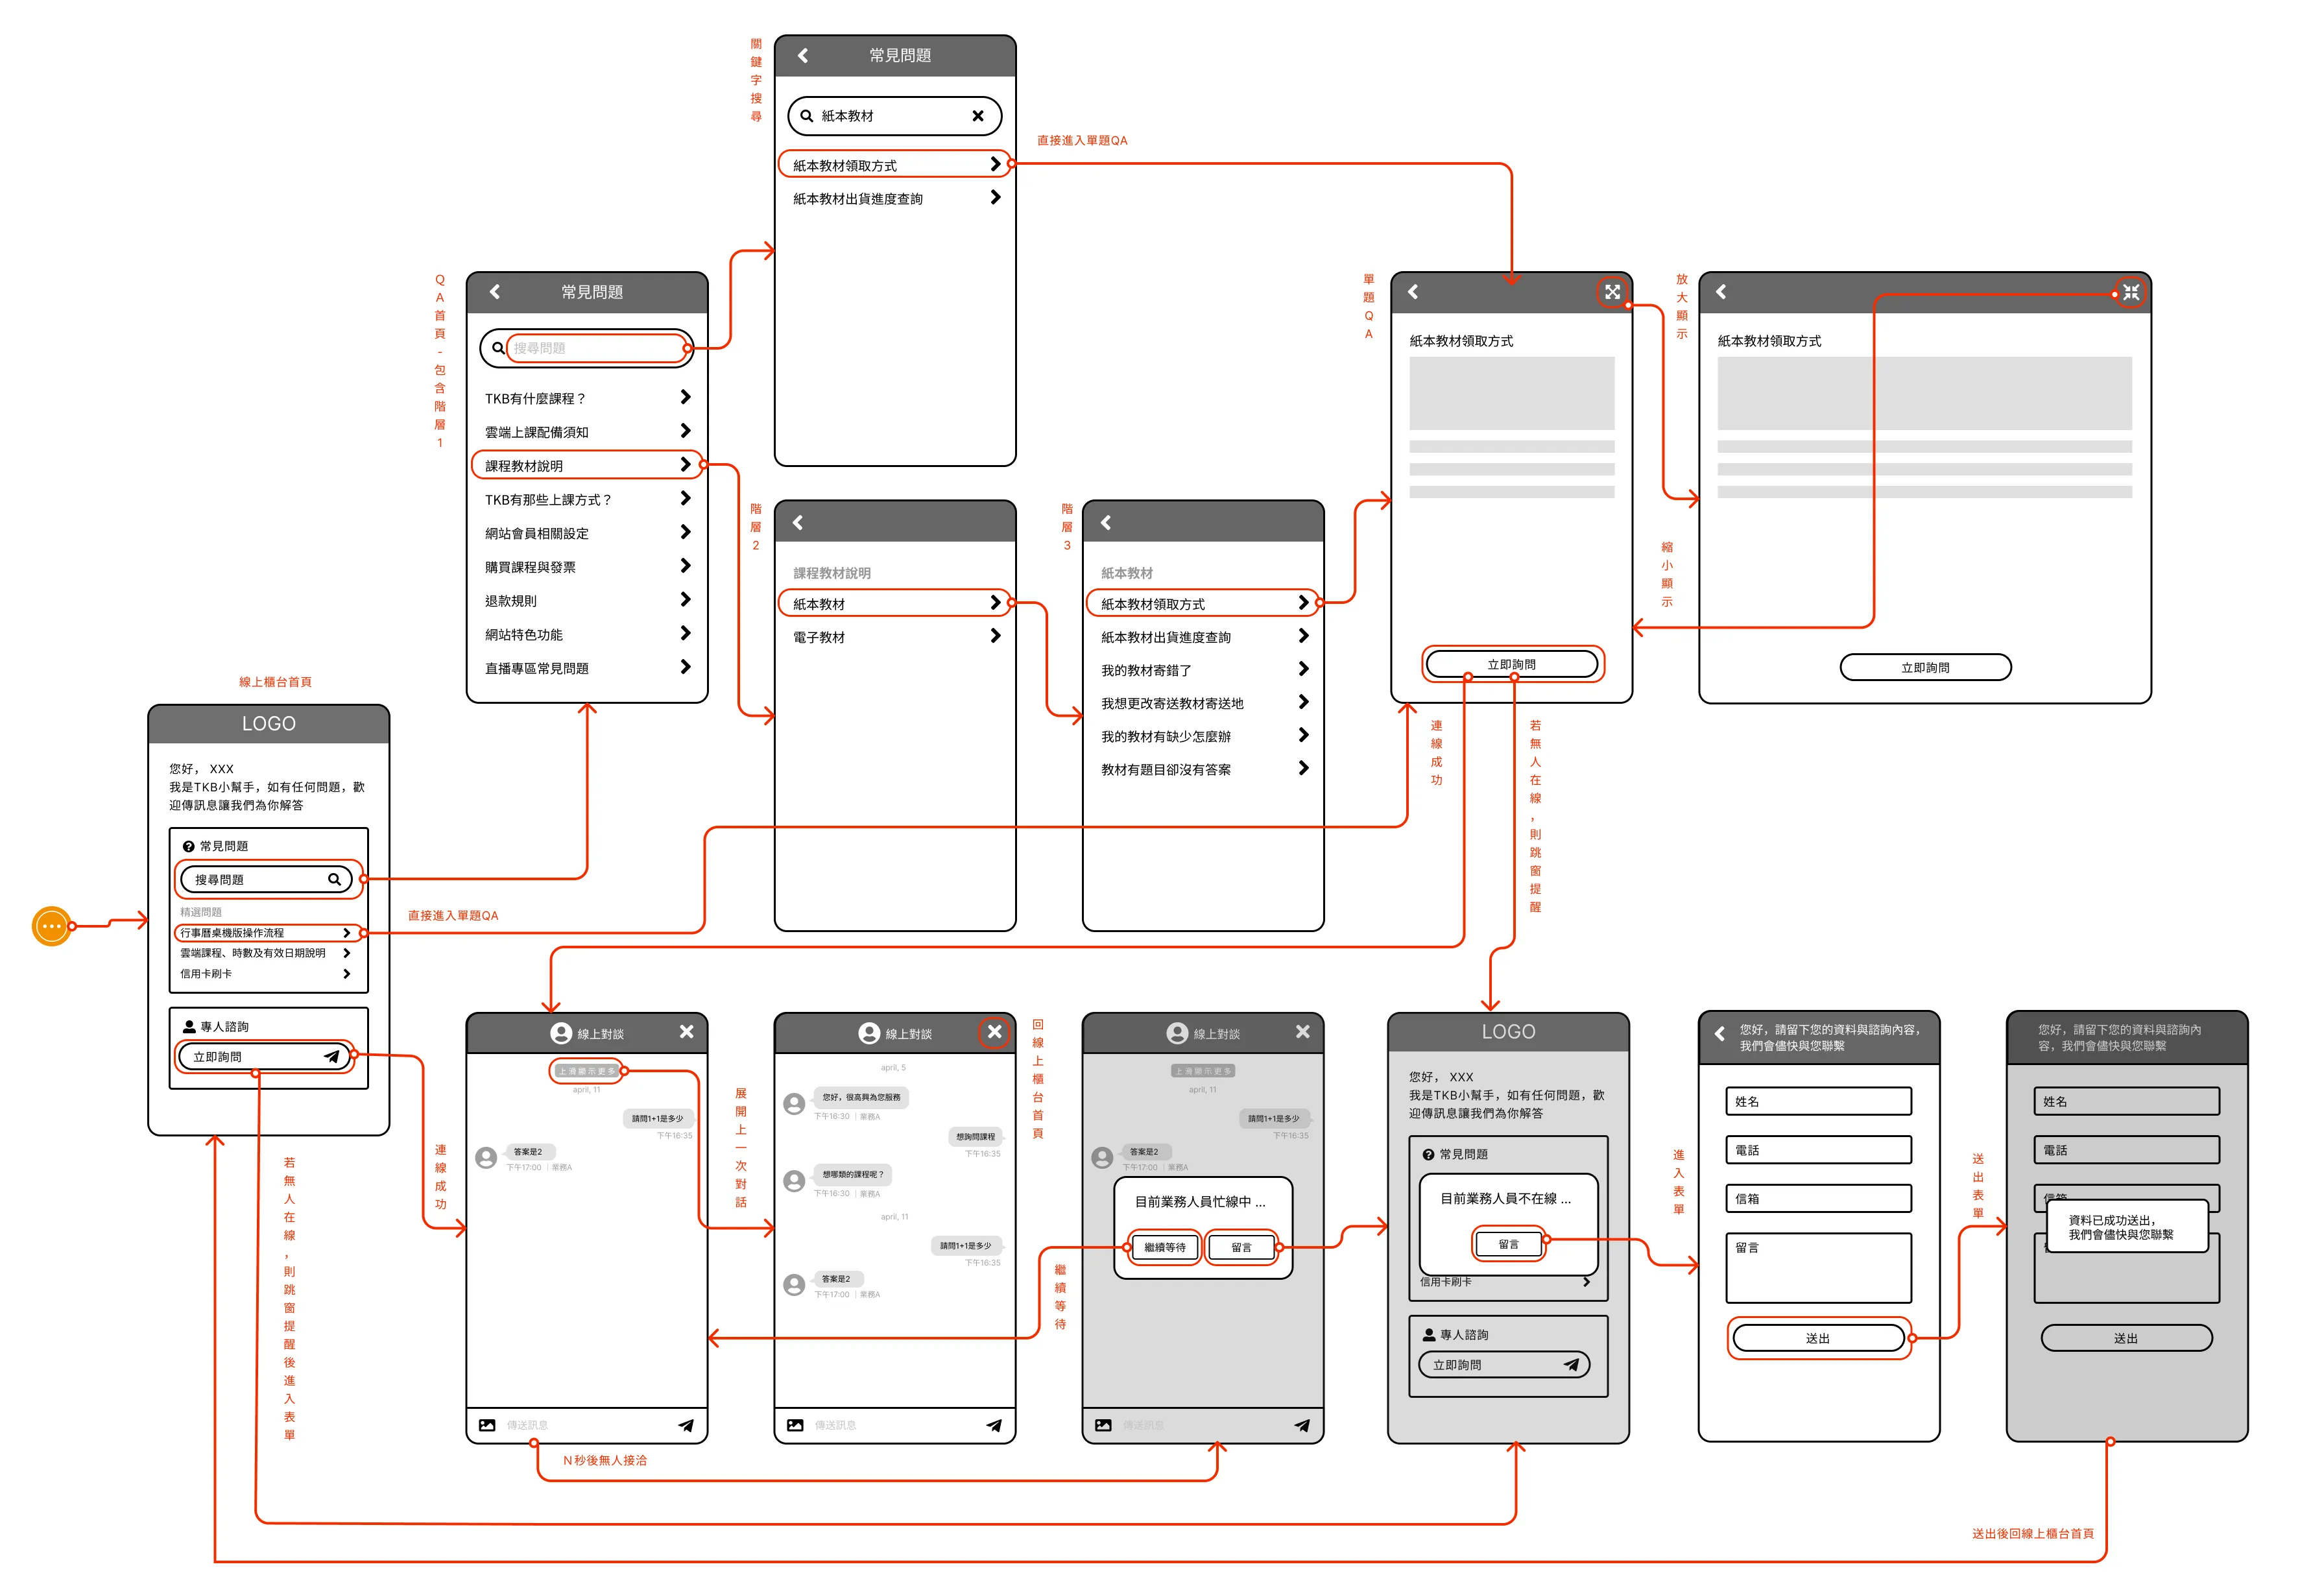 關鍵字搜尋
常見問題
紙本教材
紙本教材領取方式
紙本教材出貨進度查詢
直接進入單題QA
QA首頁-包含階層1
常見問題
搜尋問題
TKB有什麼課程？
雲端上課配備須知
課程教材說明
TKB有那些上課方式？
網站會員相關設定
購買課程與發票
退款規則
網站特色功能
直播專區常見問題
階層2
課程教材說明
紙本教材
電子教材
階層3
紙本教材
紙本教材領取方式
紙本教材出貨進度查詢
我的教材寄錯了
我想更改寄送教材寄送地
我的教材有缺少怎麼辦
教材有題目卻沒有答案
單題QA
紙本教材領取方式
立即詢問
放大顯示
縮小顯示
紙本教材領取方式
立即詢問
連線成功
若無人在線，則跳窗提醒
線上櫃台首頁
LOGO
您好， XXX
我是TKB小幫手，如有任何問題，歡
迎傳訊息讓我們為你解答
常見問題
搜尋問題
精選問題
行事曆桌機版操作流程
雲端課程、時數及有效日期說明
信用卡刷卡
專人諮詢
立即詢問
直接進入單題QA
若無人在線，則跳窗提醒後進入表單
連線成功
線上對談
上滑顯示更多
april, 11
請問1+1是多少
下午16:35
答案是2
下午17:00 ｜業務A
傳送訊息
N秒後無人接洽
展開上一次對話
線上對談
april, 5
您好，很高興為您服務
下午16:30 ｜業務A
想詢問課程
下午16:35
想哪類的課程呢？
下午16:30 ｜業務A
april, 11
請問1+1是多少
下午16:35
答案是2
下午17:00 ｜業務A
傳送訊息
回線上櫃台首頁
繼續等待
線上對談
上滑顯示更多
april, 11
請問1+1是多少
下午16:35
答案是2
下午17:00 ｜業務A
目前業務人員忙線中 ...
繼續等待
留言
傳送訊息
LOGO
您好， XXX
我是TKB小幫手，如有任何問題，歡
迎傳訊息讓我們為你解答
常見問題
目前業務人員不在線 ...
留言
信用卡刷卡
專人諮詢
立即詢問
進入表單
您好，請留下您的資料與諮詢內容，
我們會儘快與您聯繫
姓名
電話
信箱
留言
送出
送出表單
您好，請留下您的資料與諮詢內
容，我們會儘快與您聯繫
姓名
電話
信箱
資料已成功送出，
我們會儘快與您聯繫
送出
送出後回線上櫃台首頁